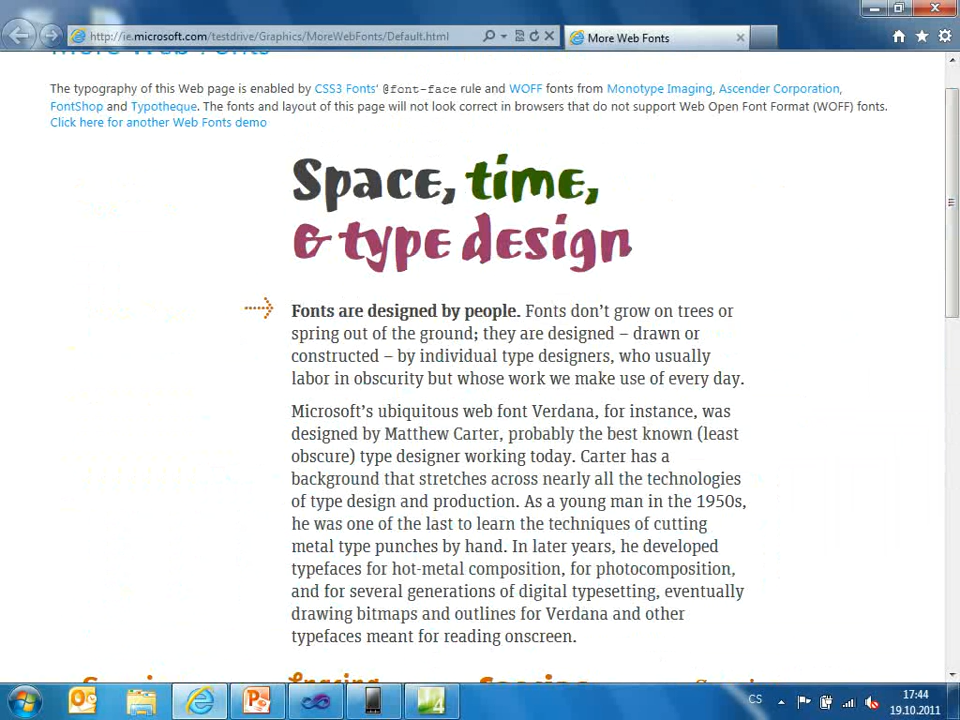 http://ie.microsoft.com/testdrive/Graphics/MoreWebFonts/Default.html
More Web Fonts
More Web Fonts
The typography of this Web page is enabled by CSS3 Fonts' @font-face rule and WOFF fonts from Monotype Imaging, Ascender Corporation,
FontShop and Typotheque. The fonts and layout of this page will not look correct in browsers that do not support Web Open Font Format (WOFF) fonts.
Click here for another Web Fonts demo
Space, time,
& type design
Fonts are designed by people. Fonts don’t grow on trees or
spring out of the ground; they are designed – drawn or
constructed – by individual type designers, who usually
labor in obscurity but whose work we make use of every day.
Microsoft’s ubiquitous web font Verdana, for instance, was
designed by Matthew Carter, probably the best known (least
obscure) type designer working today. Carter has a
background that stretches across nearly all the technologies
of type design and production. As a young man in the 1950s,
he was one of the last to learn the techniques of cutting
metal type punches by hand. In later years, he developed
typefaces for hot-metal composition, for photocomposition,
and for several generations of digital typesetting, eventually
drawing bitmaps and outlines for Verdana and other
typefaces meant for reading onscreen.
Spacing
CS
17:44
19.10.2011